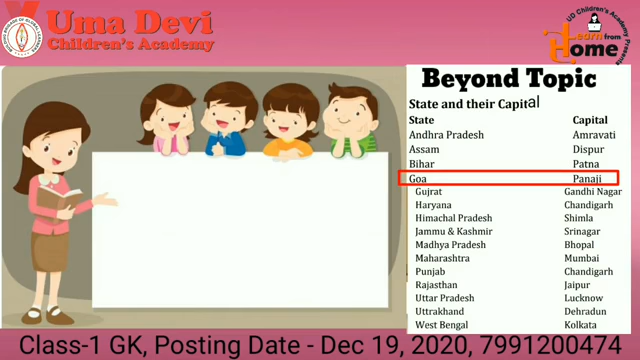 Uma Devi
Children's Academy
UD Children's Academy Presents
Learn from
Home
Beyond Topic
State and their Capital
State Capital
Andhra Pradesh Amravati
Assam Dispur
Bihar Patna
Goa Panaji
Gujrat Gandhi Nagar
Haryana Chandigarh
Himachal Pradesh Shimla
Jammu & Kashmir Srinagar
Madhya Pradesh Bhopal
Maharashtra Mumbai
Punjab Chandigarh
Rajasthan Jaipur
Uttar Pradesh Lucknow
Uttrakhand Dehradun
West Bengal Kolkata
Class-1 GK, Posting Date - Dec 19, 2020, 7991200474